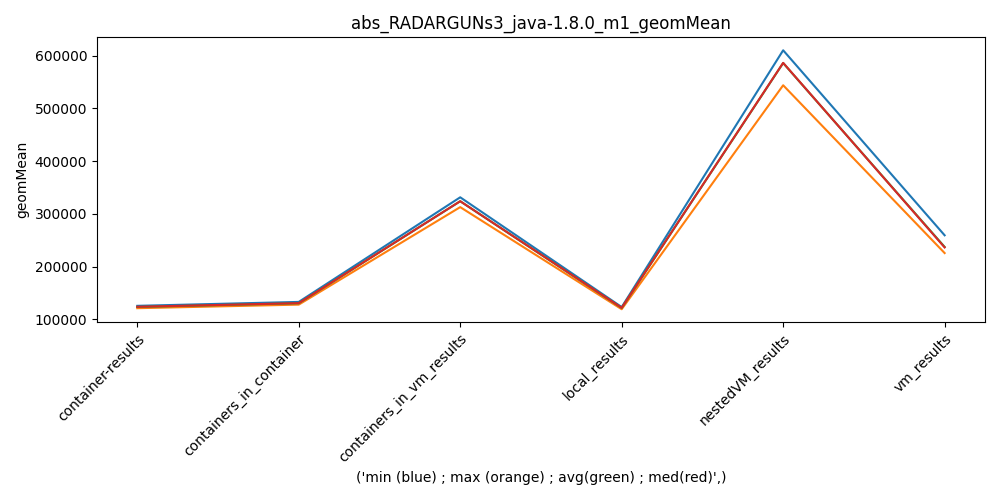 abs_RADARGUNs3_java-1.8.0_m1_geomMean
geomMean
600000
500000
400000
300000
200000
100000
container-results
containers_in_container
containers_in_vm_results
local_results
nestedVM_results
vm_results
('min (blue) ; max (orange) ; avg(green) ; med(red)',)